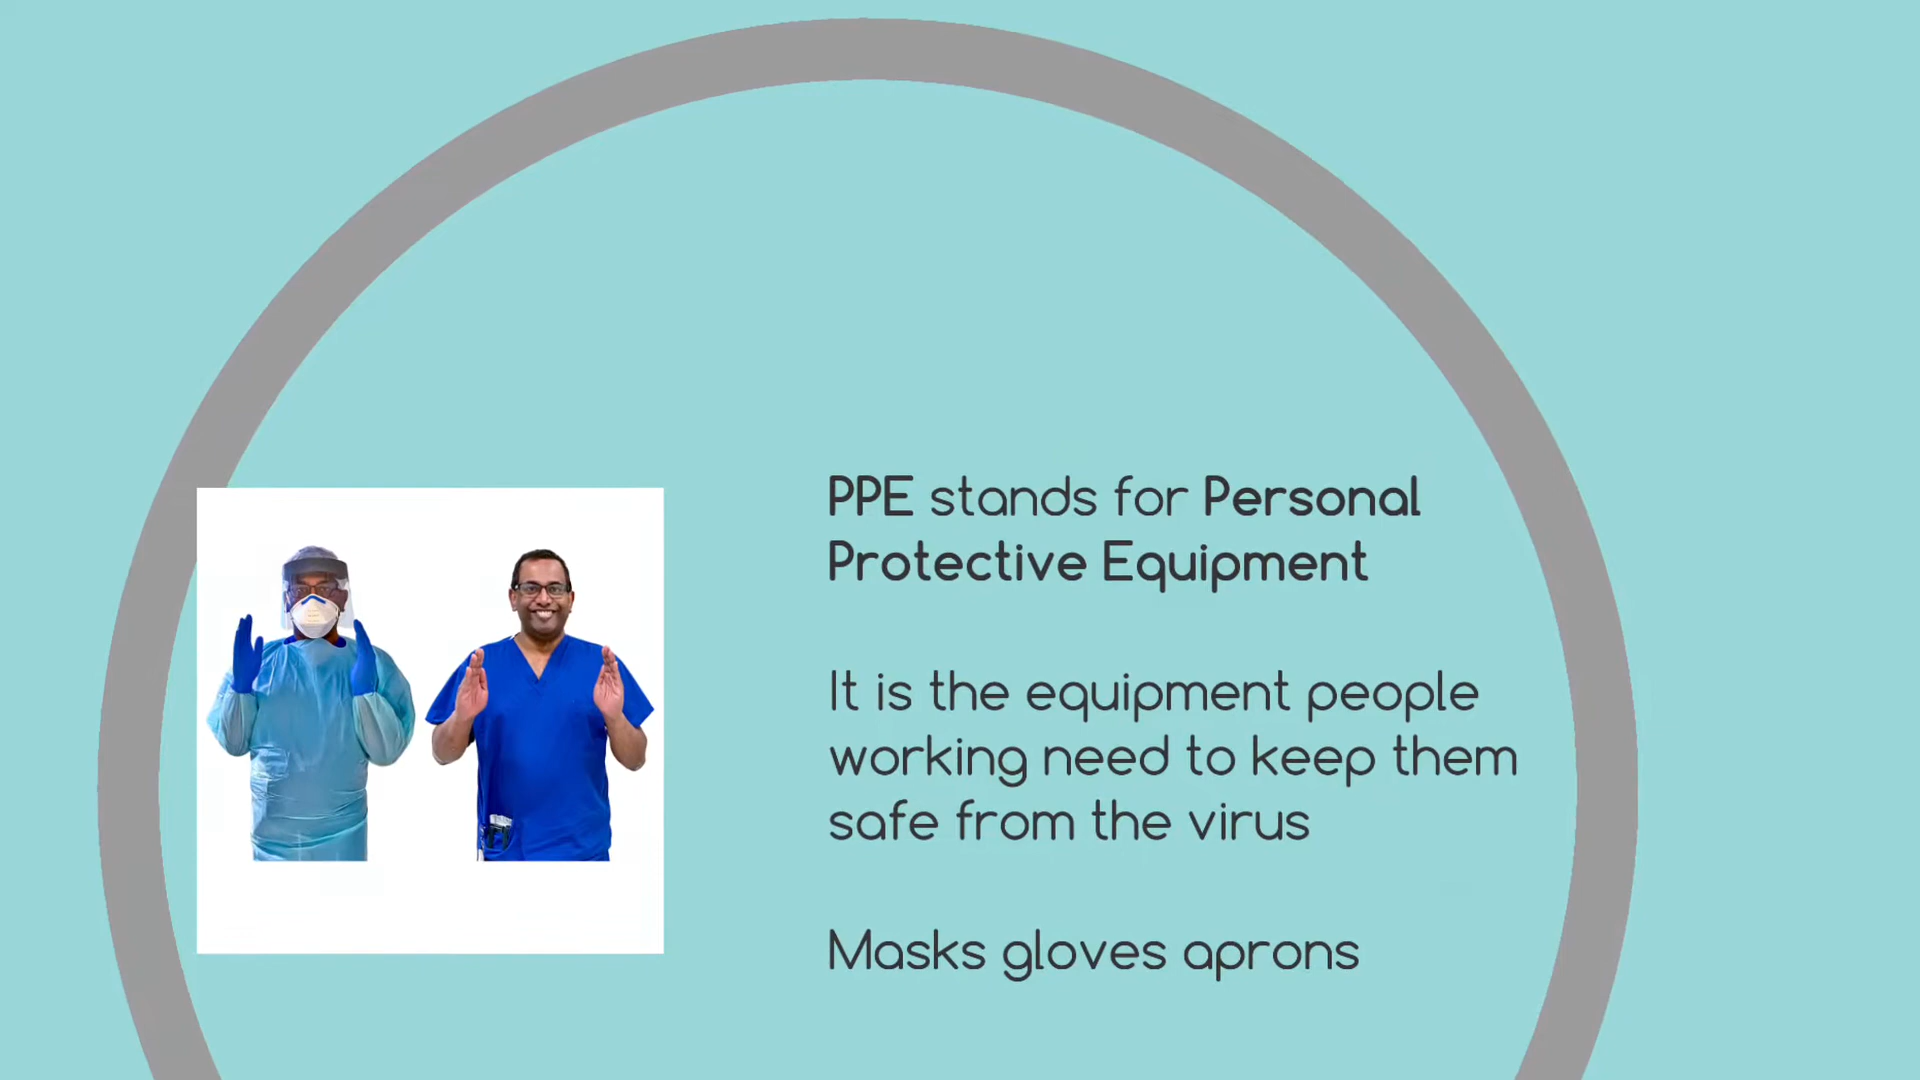 PPE stands for Personal
Protective Equipment
It is the equipment people
working need to keep them
safe from the virus
Masks gloves aprons